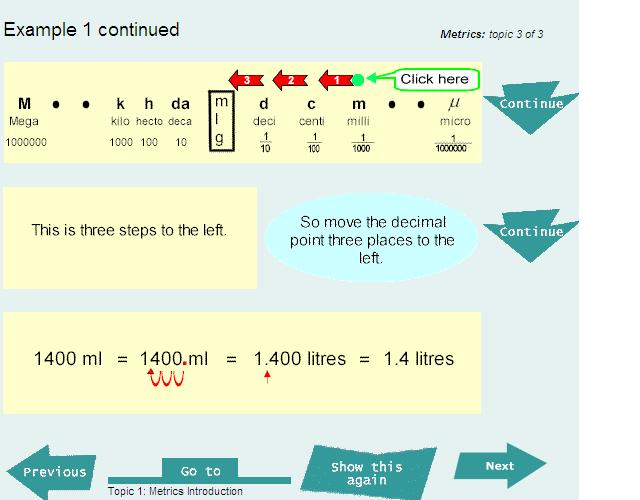 Example 1 continued
Metrics: topic 3 of 3
3 2 1 Click here
M • • k h da m d c m • • μ
l
g
Mega kilo hecto deca deci centi milli micro
1000000 1000 100 10 1/10 1/100 1/1000 1/1000000
Continue
This is three steps to the left.
So move the decimal
point three places to the
left.
Continue
1400 ml = 1400.ml = 1.400 litres = 1.4 litres
Previous
Go to
Topic 1: Metrics Introduction
Show this
again
Next